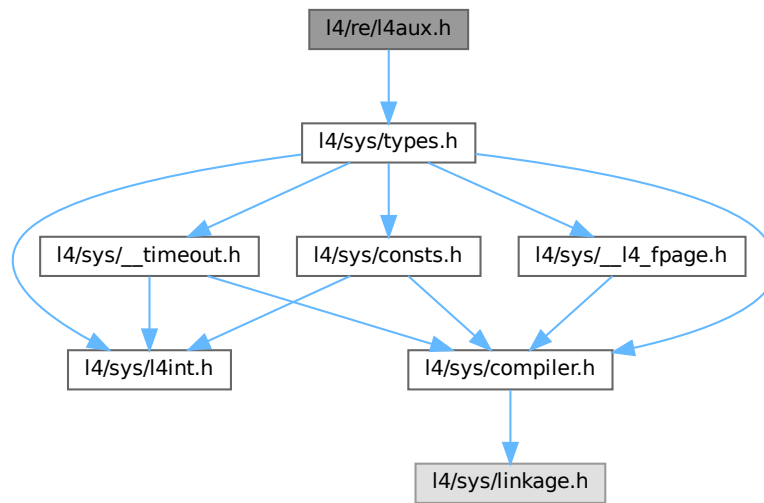 l4/re/l4aux.h
l4/sys/types.h
l4/sys/__timeout.h
l4/sys/consts.h
l4/sys/__l4_fpage.h
l4/sys/l4int.h
l4/sys/compiler.h
l4/sys/linkage.h